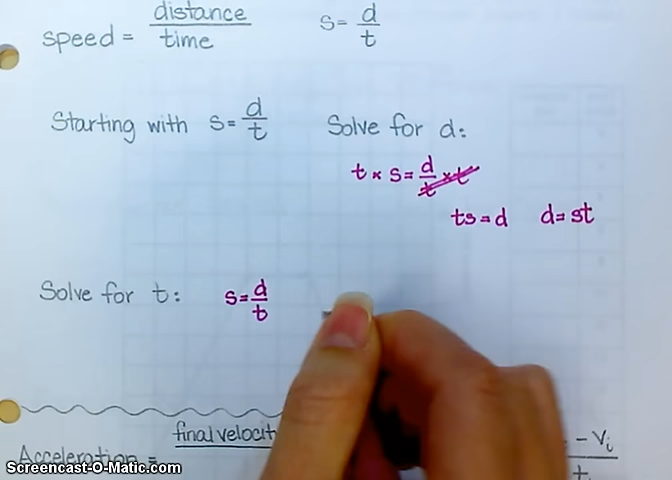 speed = distance / time    s = d / t
Starting with s = d / t    Solve for d:
t × s = d / t × t
ts = d    d = st
Solve for t:    s = d / t
Acceleration = final velocit
- Vi / t
Screencast-O-Matic.com